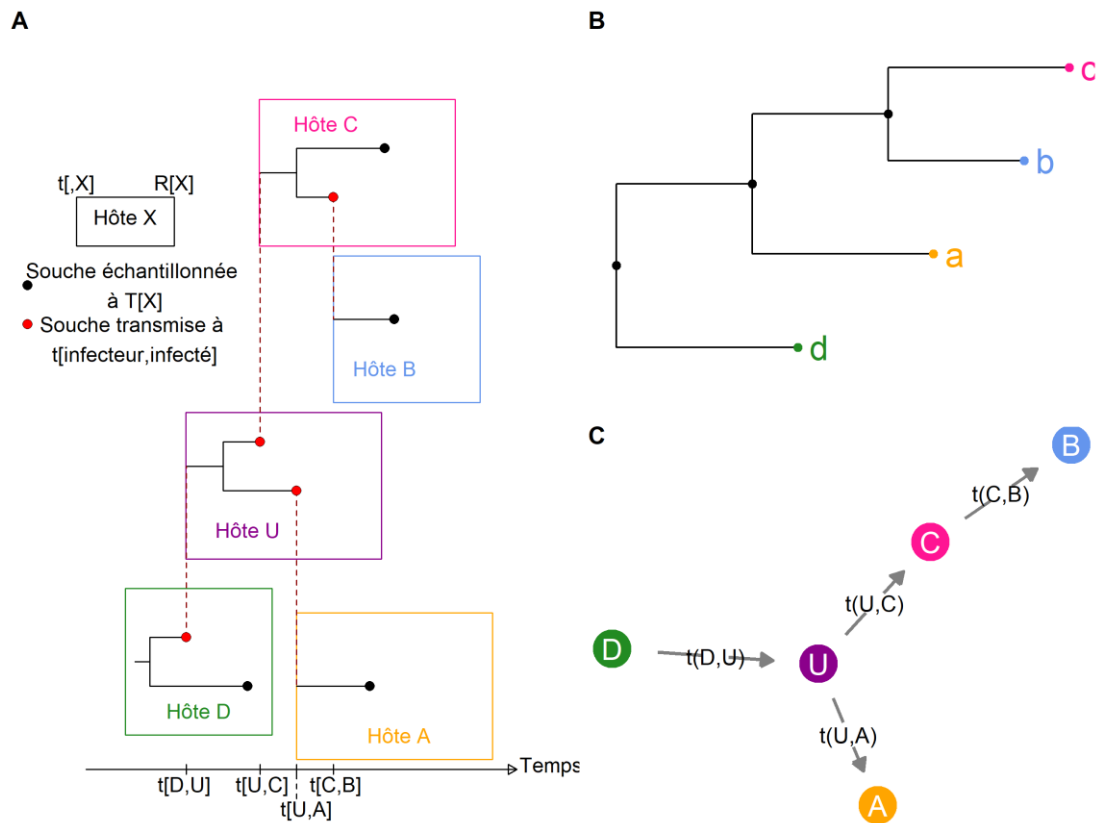 A
Hôte C
t[,X]
R[X]
Hôte X
Souche échantillonnée
à T[X]
Souche transmise à
t[infecteur,infecté]
Hôte B
Hôte U
Hôte D
Hôte A
Temps
t[D,U]
t[U,C]
t[C,B]
t[U,A]
B
c
b
a
d
C
B
t(C,B)
C
t(U,C)
D
t(D,U)
U
t(U,A)
A